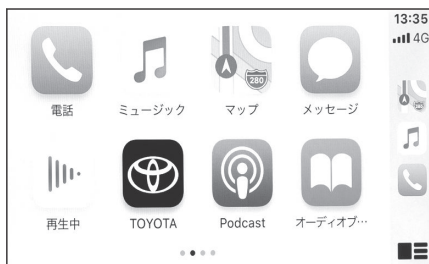 13:35
4G
電話
ミュージック
マップ
280
メッセージ
再生中
TOYOTA
Podcast
オーディオブ…